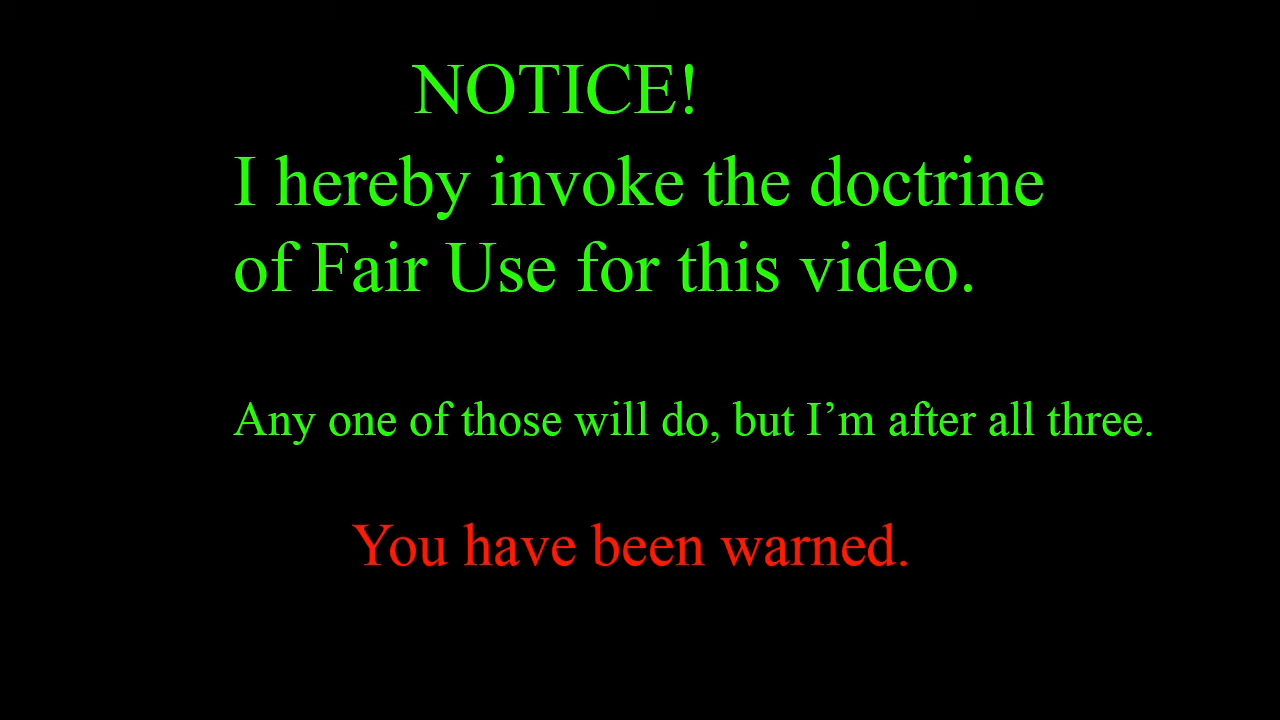 NOTICE!
I hereby invoke the doctrine
of Fair Use for this video.
Any one of those will do, but I’m after all three.
You have been warned.